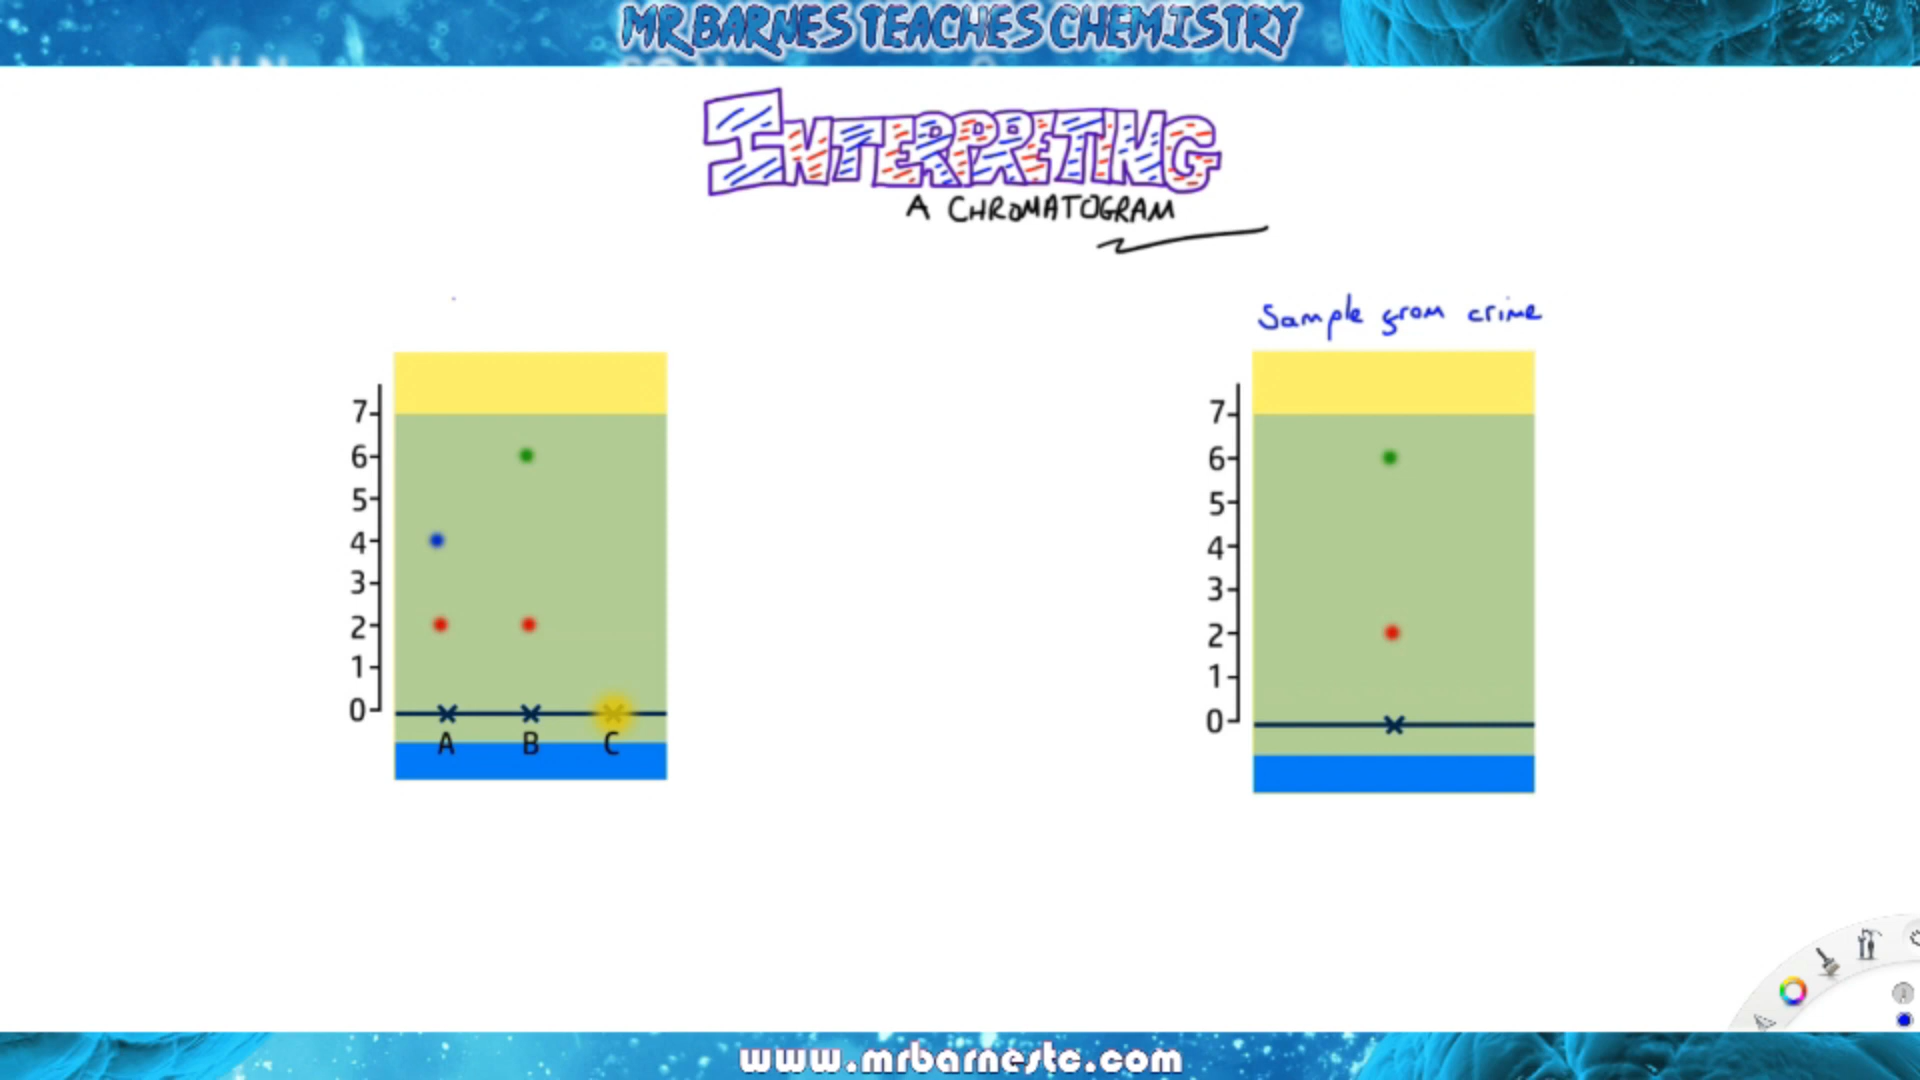 MR BARNES TEACHES CHEMISTRY
INTERPRETING
A CHROMATOGRAM
Sample from crime
7
6
5
4
3
2
1
0
A B C
7
6
5
4
3
2
1
0
www.mrbarnestc.com